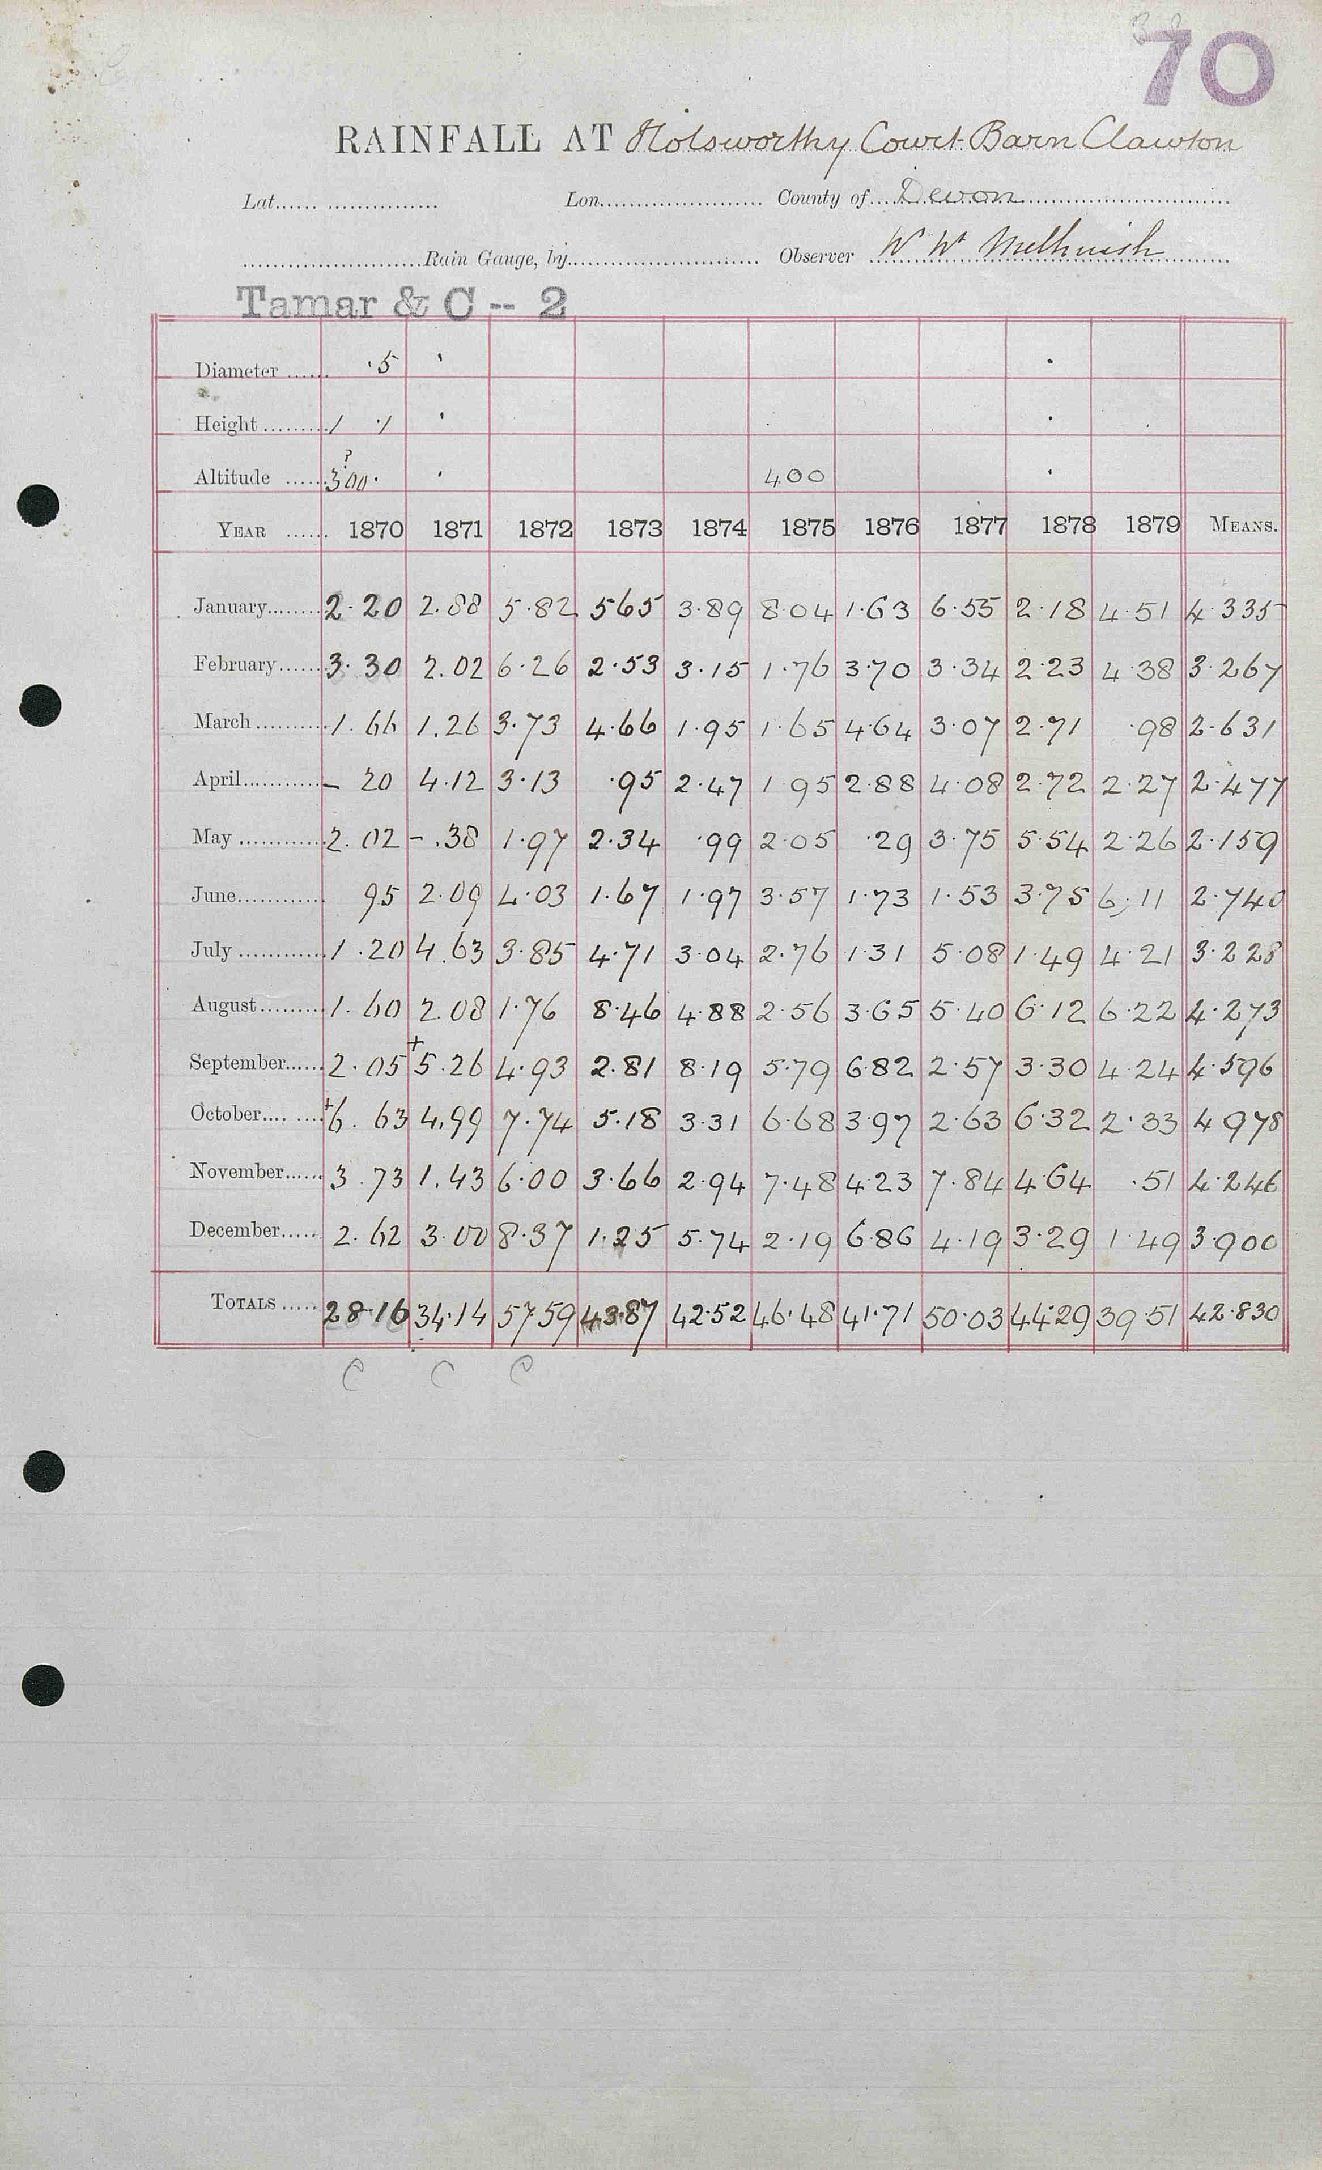 70
RAINFALL AT Holsworthy Court Barn Clawton
Lat...... ................ Lon....................... County of....Devon...............................
..........................Rain Gauge, by........................... Observer W W Melhuish
Tamar & C -- 2
Diameter ...... ·5 '
Height ......... 1 ·1 '
Altitude ...... 300· ? ' 400
YEAR ...... 1870 1871 1872 1873 1874 1875 1876 1877 1878 1879 MEANS.
January........ 2·20 2.88 5·82 565 3·89 8·04 1·63 6·55 2·18 4·51 4·335
February....... 3·30 2.02 6·26 2·53 3·15 1·76 3·70 3·34 2·23 4·38 3·267
March........... 1.66 1.26 3·73 4·66 1·95 1·65 4·64 3·07 2·71 ·98 2·631
April............. – 20 4·12 3·13 ·95 2·47 1 95 2·88 4·08 2·72 2·27 2·477
May ............. 2.02 – .38 1·97 2·34 ·99 2·05 ·29 3·75 5·54 2·26 2·159
June............. 95 2.09 4·03 1·67 1·97 3·57 1·73 1·53 3·75 6·11 2·740
July ............. 1.20 4.63 3·85 4·71 3·04 2·76 1·31 5·08 1·49 4·21 3·228
August.......... 1.60 2.08 1·76 8·46 4·88 2·56 3·65 5·40 6·12 6·22 4·273
September...... 2.05 +5.26 4·93 2·81 8·19 5·79 6·82 2·57 3·30 4·24 4·596
October.... ...... +6.63 4.99 7·74 5·18 3·31 6·68 3·97 2·63 6·32 2·33 4 978
November...... 3.73 1.43 6·00 3·66 2·94 7·48 4·23 7·84 4·64 ·51 4·246
December...... 2.62 3.00 8·37 1·25 5·74 2·19 6·86 4·19 3·29 1·49 3·900
TOTALS ..... 28·16 34·14 57·59 43·87 42·52 46·48 41·71 50·03 44·29 39·51 42·830
C C C